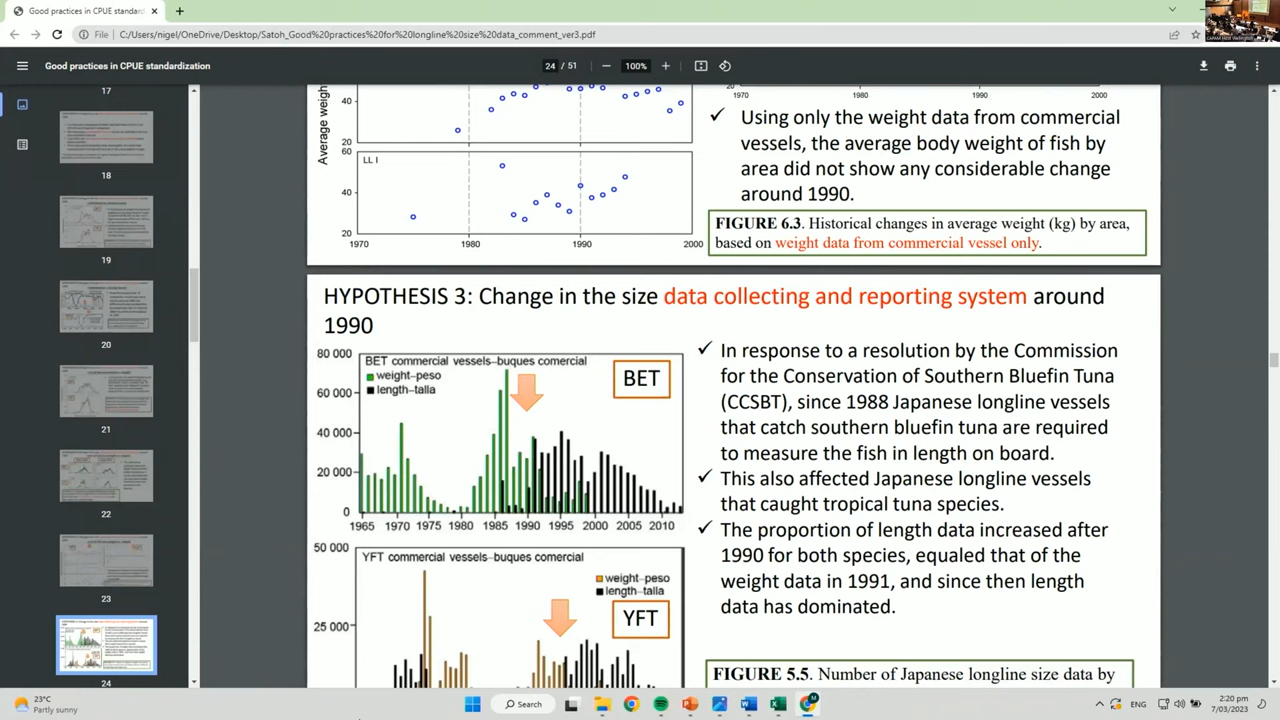 Good practices in CPUE standard
File
C:/Users/nigel/OneDrive/Desktop/Satoh_Good%20practices%20for%20longline%20size%20data_comment_ver3.pdf
Good practices in CPUE standardization
24 / 51
100%
17
18
19
20
21
22
23
24
Average weigh
40
20
60
LL I
40
20
1970
1980
1990
2000
1970
1980
1990
2000
✓ Using only the weight data from commercial
vessels, the average body weight of fish by
area did not show any considerable change
around 1990.
FIGURE 6.3. Historical changes in average weight (kg) by area,
based on weight data from commercial vessel only.
HYPOTHESIS 3: Change in the size data collecting and reporting system around
1990
80 000
60 000
40 000
20 000
0
BET commercial vessels–buques comercial
weight–peso
length–talla
BET
1965 1970 1975 1980 1985 1990 1995 2000 2005 2010
50 000
25 000
YFT commercial vessels–buques comercial
weight–peso
length–talla
YFT
✓ In response to a resolution by the Commission
for the Conservation of Southern Bluefin Tuna
(CCSBT), since 1988 Japanese longline vessels
that catch southern bluefin tuna are required
to measure the fish in length on board.
✓ This also affected Japanese longline vessels
that caught tropical tuna species.
✓ The proportion of length data increased after
1990 for both species, equaled that of the
weight data in 1991, and since then length
data has dominated.
FIGURE 5.5. Number of Japanese longline size data by
23°C
Partly sunny
Search
ENG
2:20 pm
7/03/2023